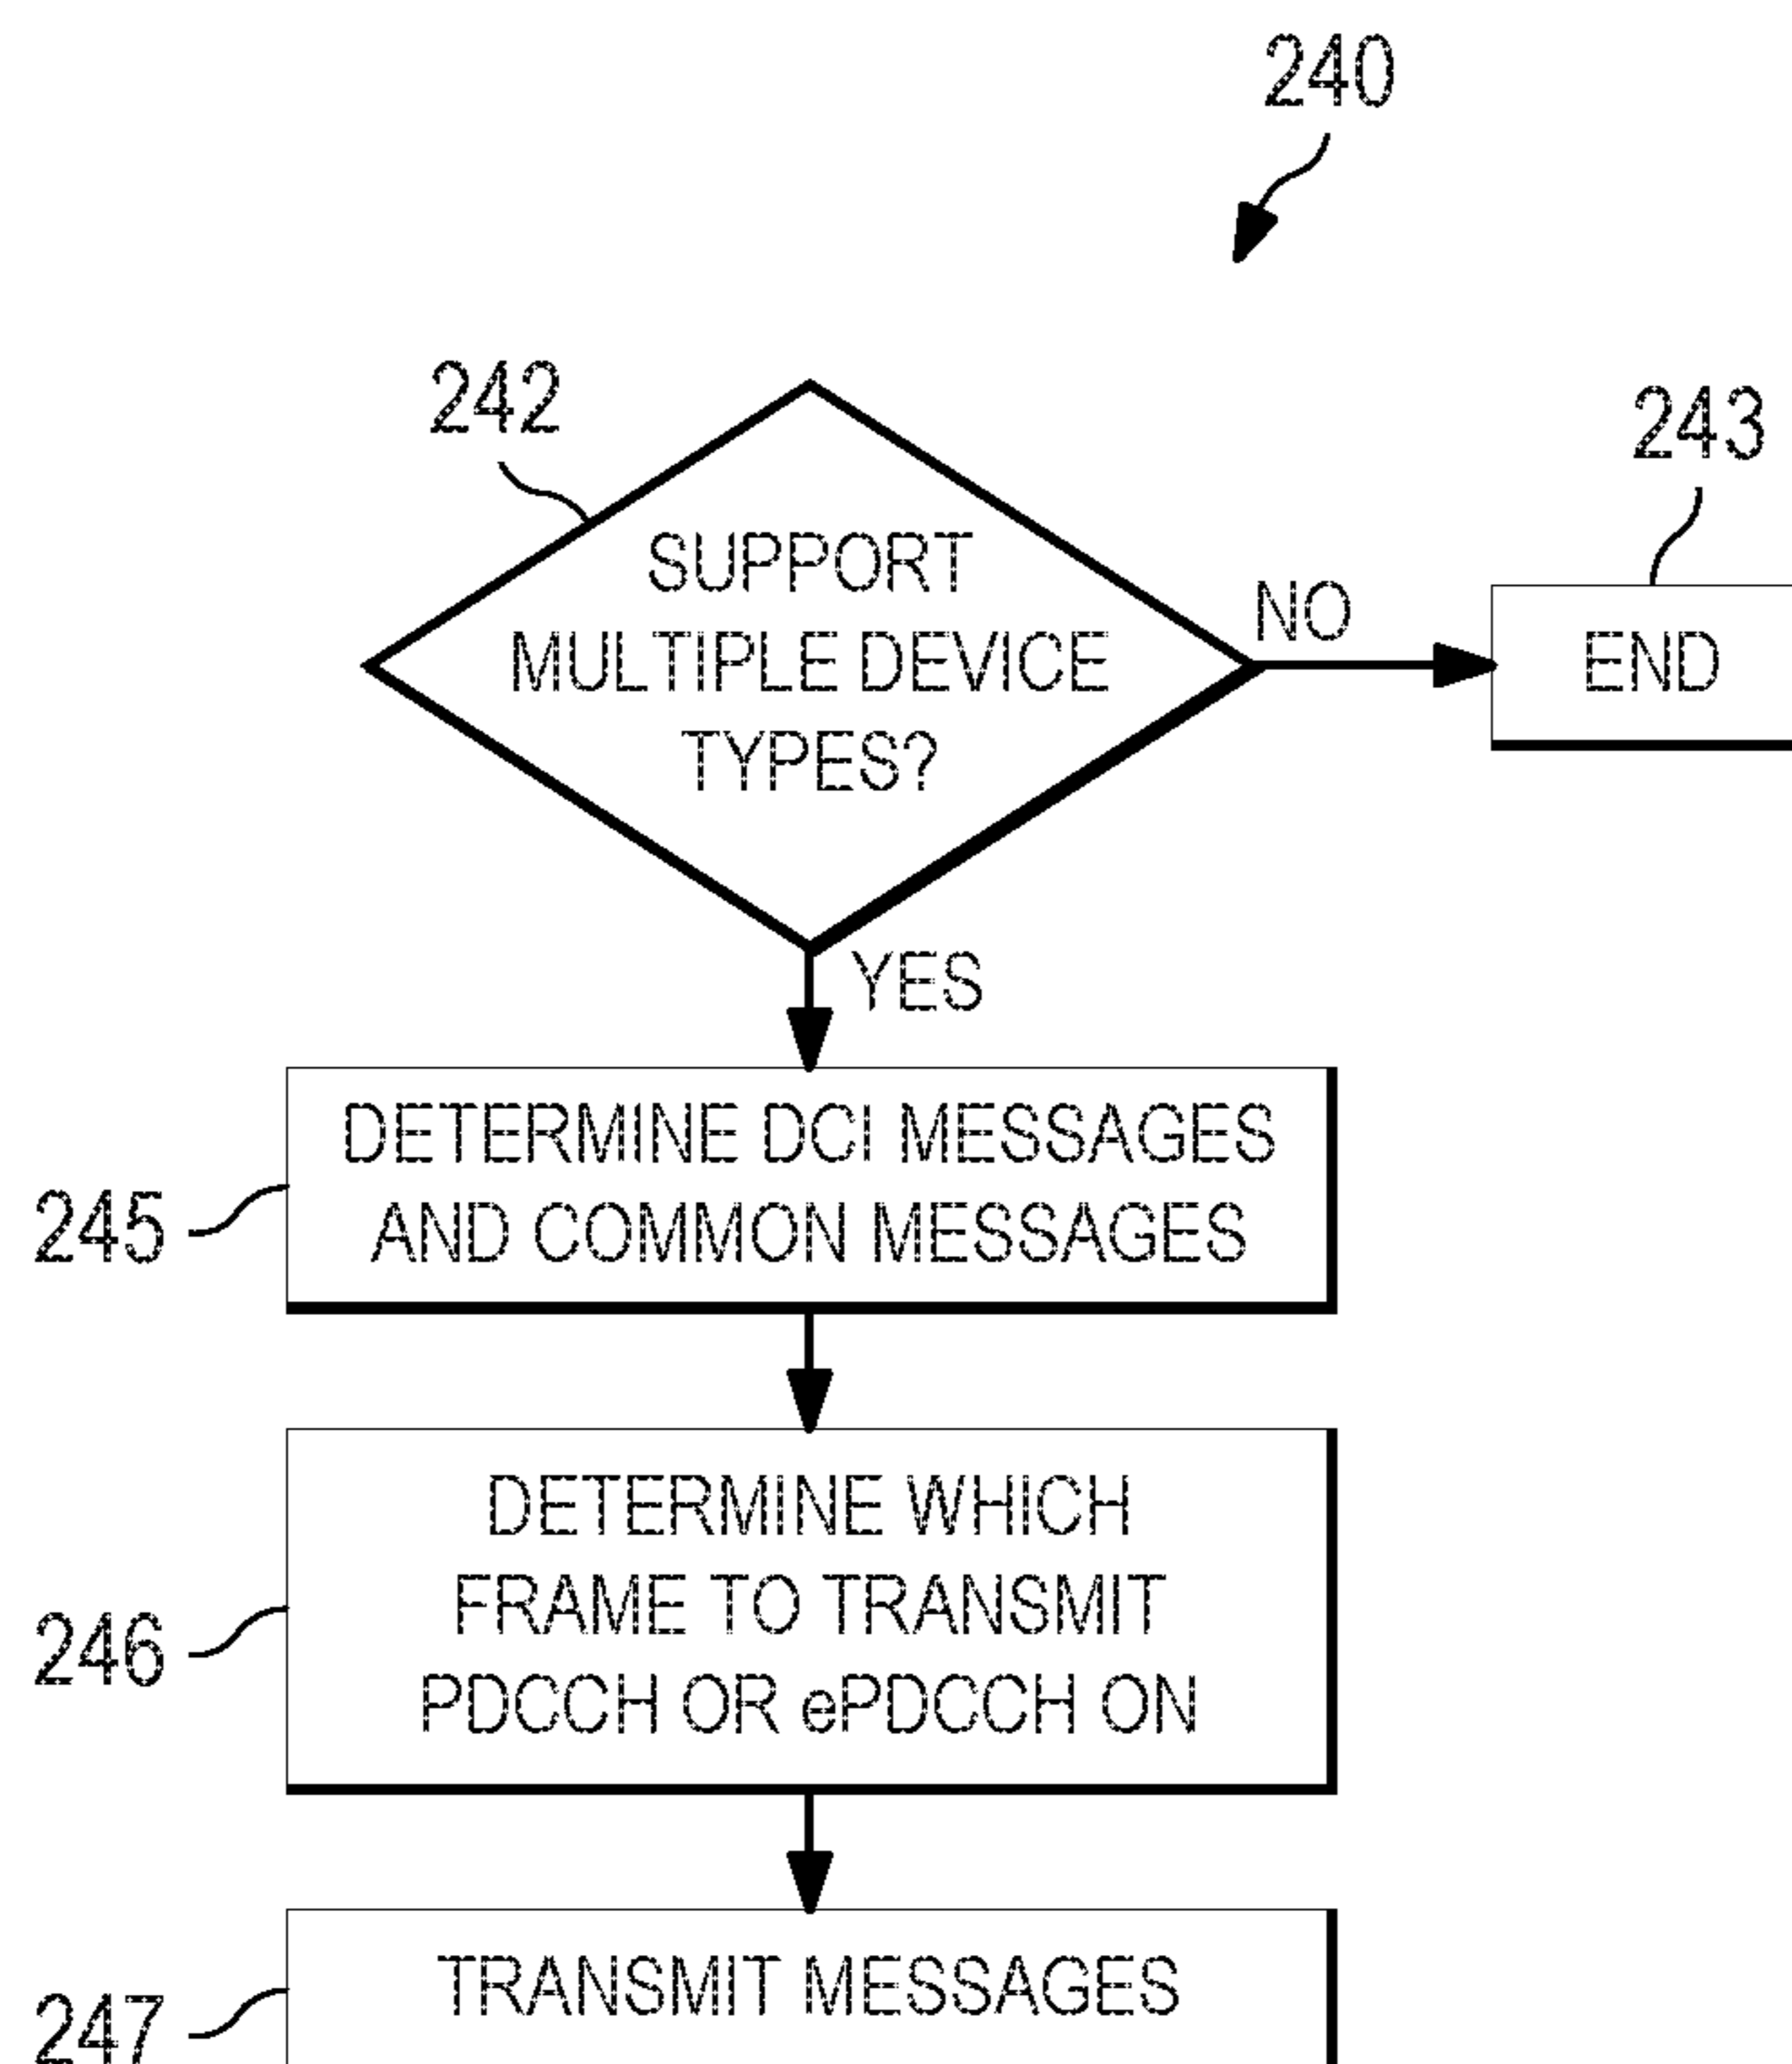 240
242
243
SUPPORT
MULTIPLE DEVICE
TYPES?
NO
END
YES
DETERMINE DCI MESSAGES
AND COMMON MESSAGES
245
DETERMINE WHICH
FRAME TO TRANSMIT
PDCCH OR ePDCCH ON
246
TRANSMIT MESSAGES
247